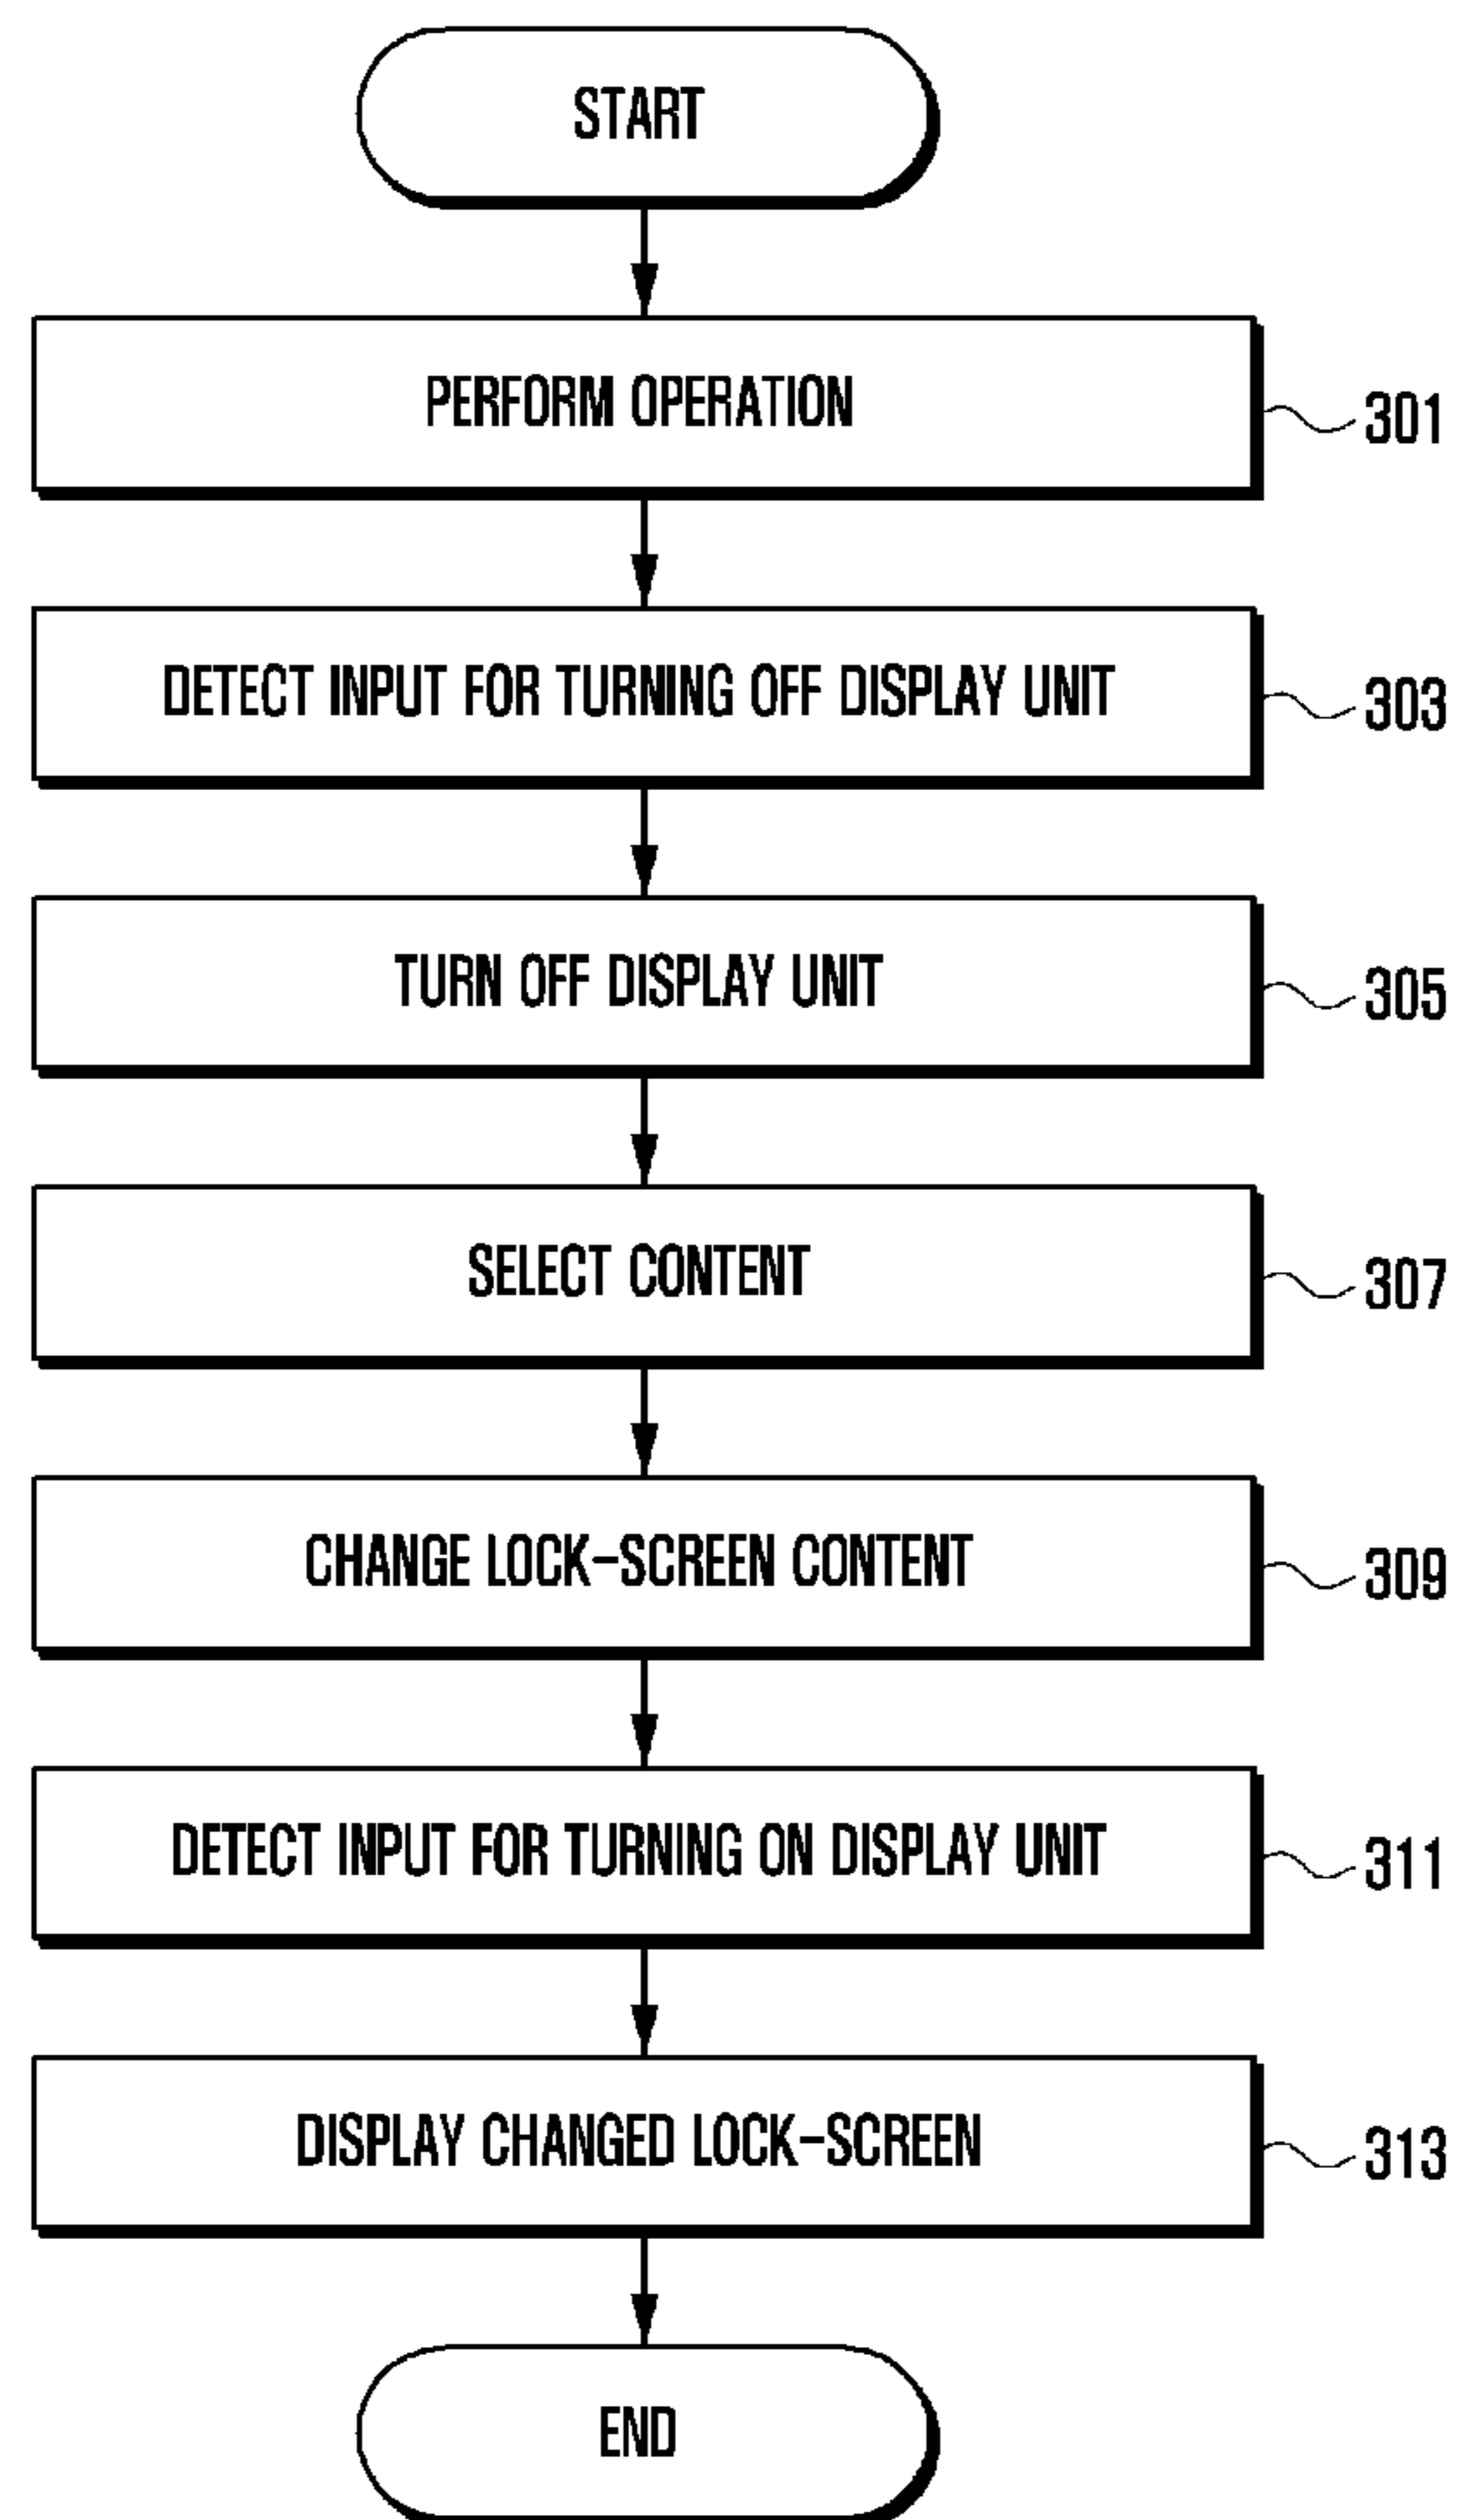 START
PERFORM OPERATION
301
DETECT INPUT FOR TURNING OFF DISPLAY UNIT
303
TURN OFF DISPLAY UNIT
305
SELECT CONTENT
307
CHANGE LOCK-SCREEN CONTENT
309
DETECT INPUT FOR TURNING ON DISPLAY UNIT
311
DISPLAY CHANGED LOCK-SCREEN
313
END